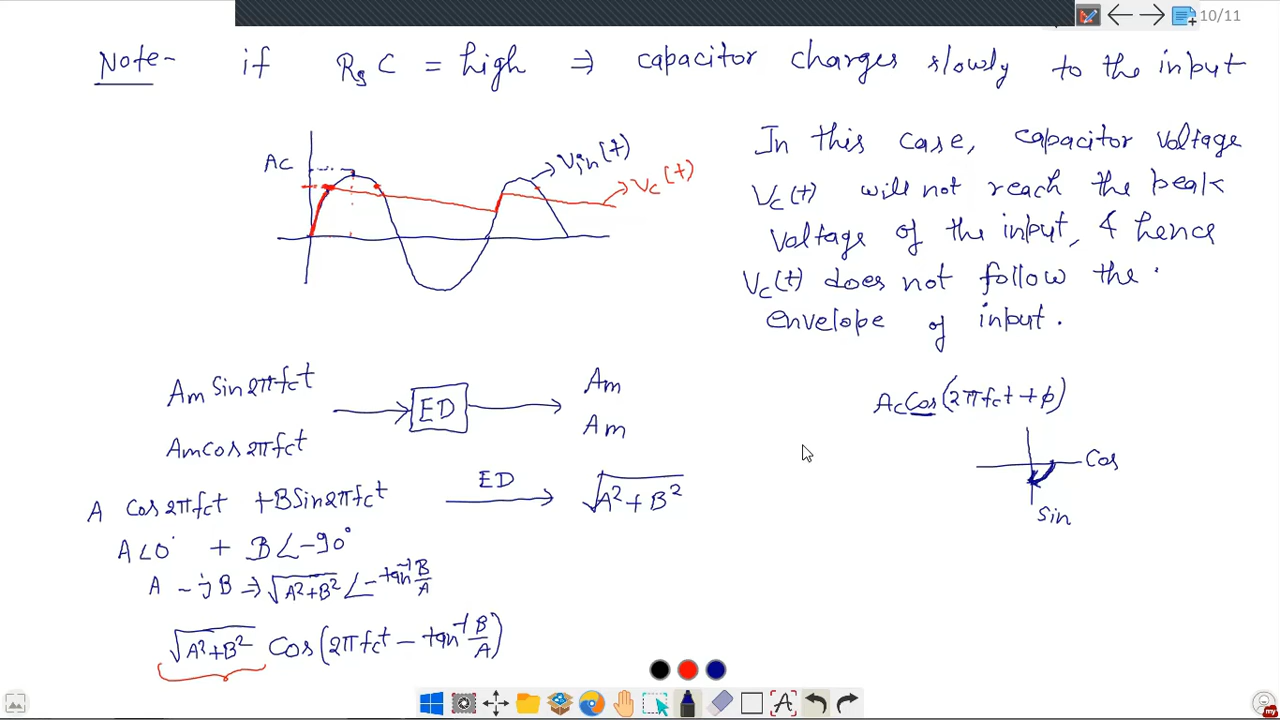 10/11
Note- if RsC = high ⇒ capacitor charges slowly to the input
Ac
Vin(t)
Vc(t)
In this case, capacitor voltage
Vc(t) will not reach the peak
voltage of the input, & hence
Vc(t) does not follow the
envelope of input.
Am Sin2πfct
ED
Am
Amcos2πfct
Am
Ac Cos(2πfct + φ)
Cos
Sin
A Cos2πfct + BSin2πfct
ED
√A²+B²
A∠0° + B∠-90°
A - jB ⇒ √A²+B² ∠-tan⁻¹ B/A
√A²+B² Cos(2πfct - tan⁻¹ B/A)